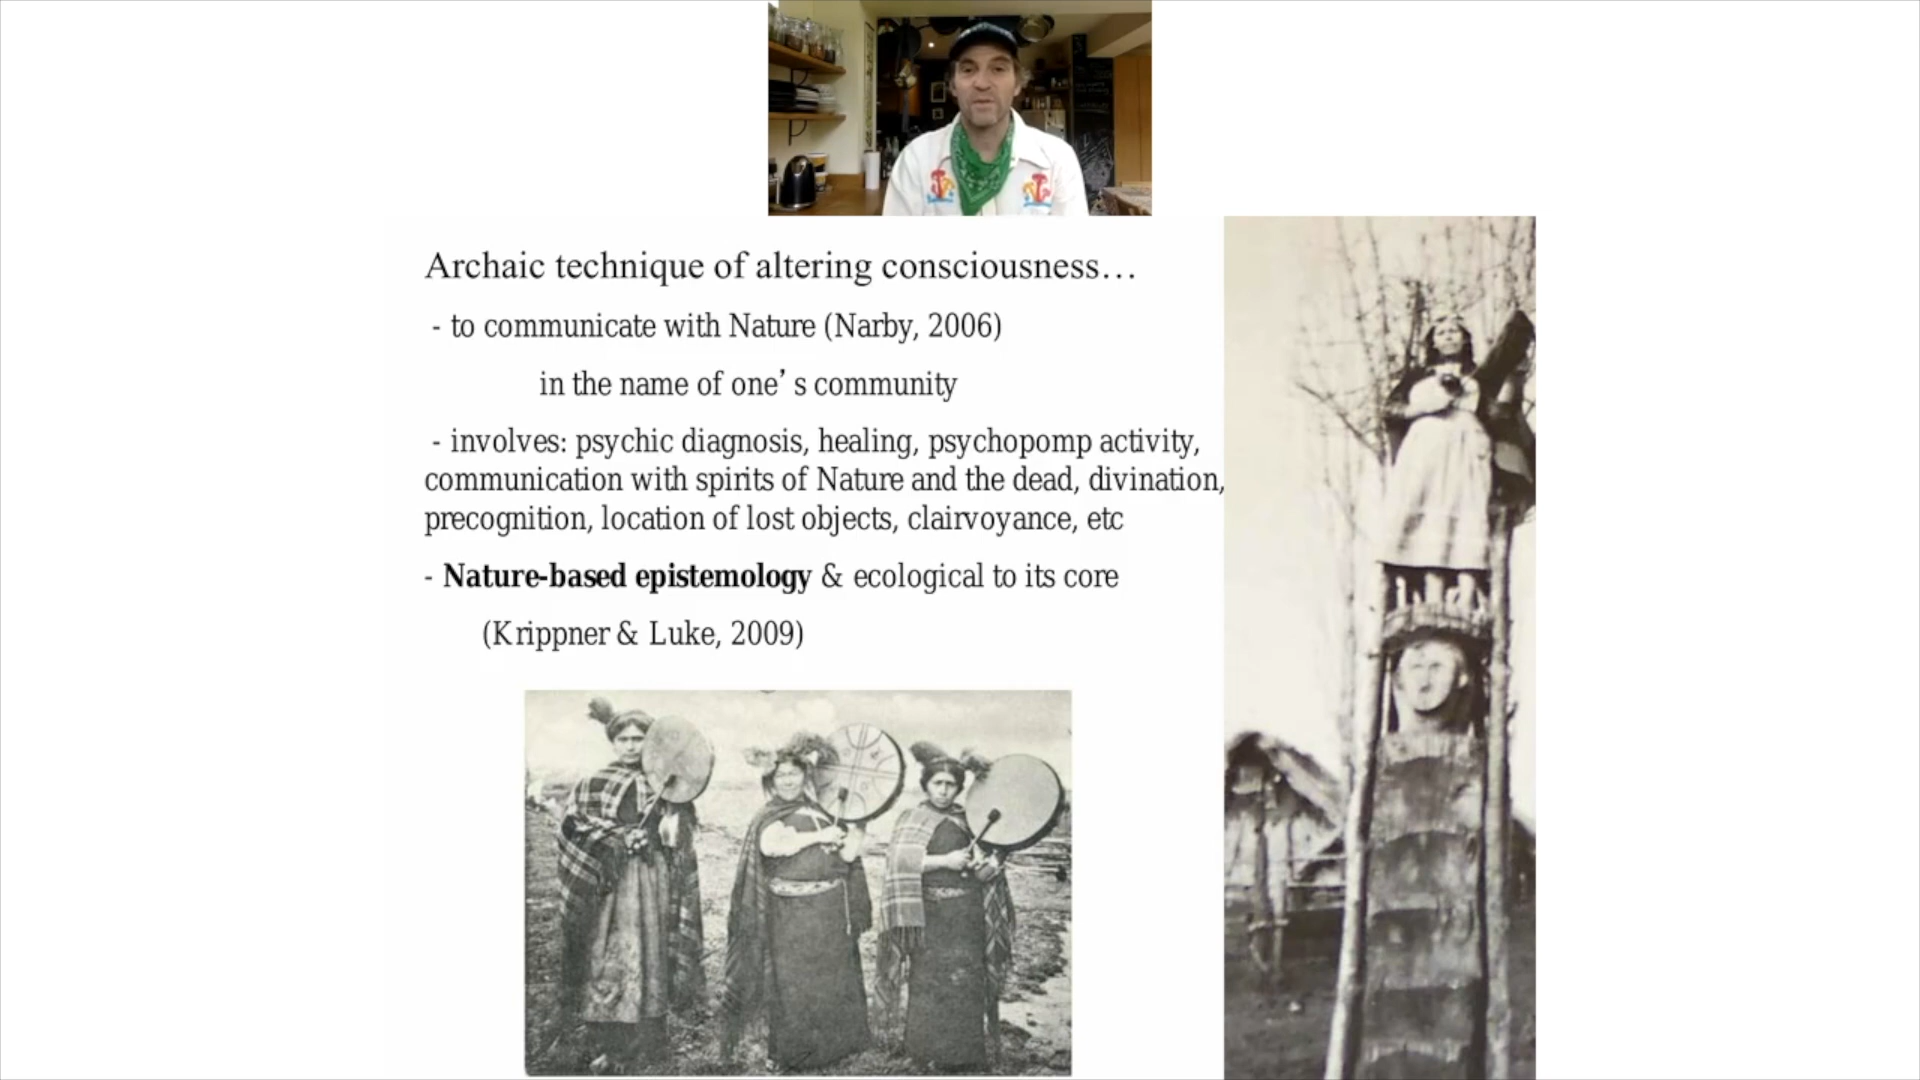 Archaic technique of altering consciousness…
- to communicate with Nature (Narby, 2006)
in the name of one’s community
- involves: psychic diagnosis, healing, psychopomp activity,
communication with spirits of Nature and the dead, divination,
precognition, location of lost objects, clairvoyance, etc
- Nature-based epistemology & ecological to its core
(Krippner & Luke, 2009)